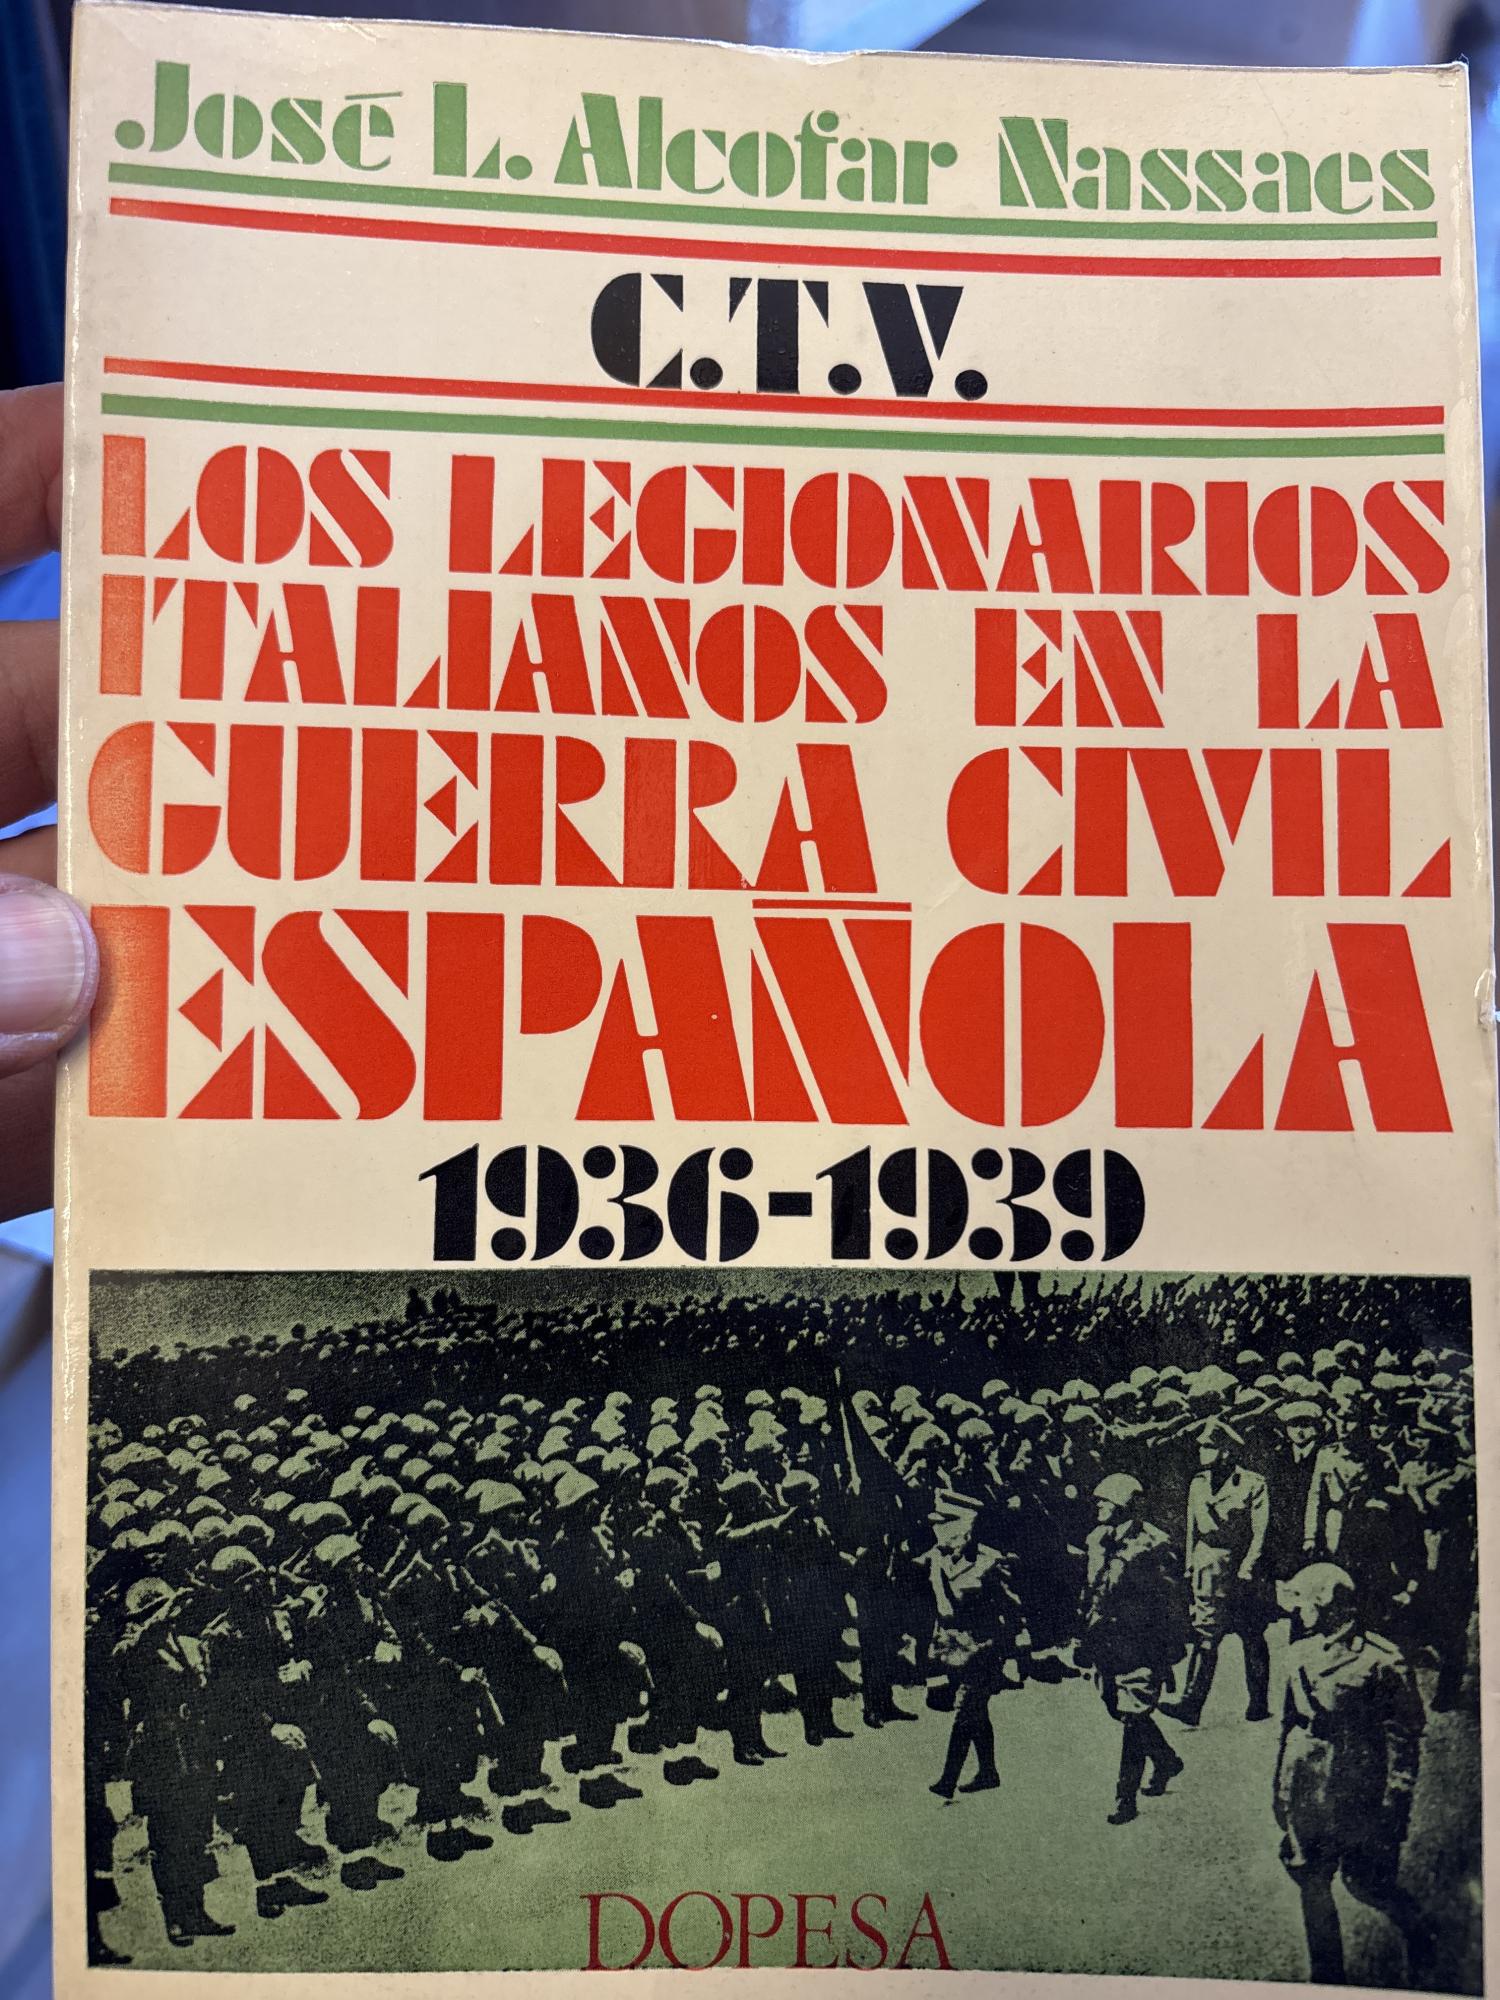 José L. Alcofar Nassaes
C.T.V.
LOS LEGIONARIOS
ITALIANOS EN LA
GUERRA CIVIL
ESPAÑOLA
1936-1939
DOPESA